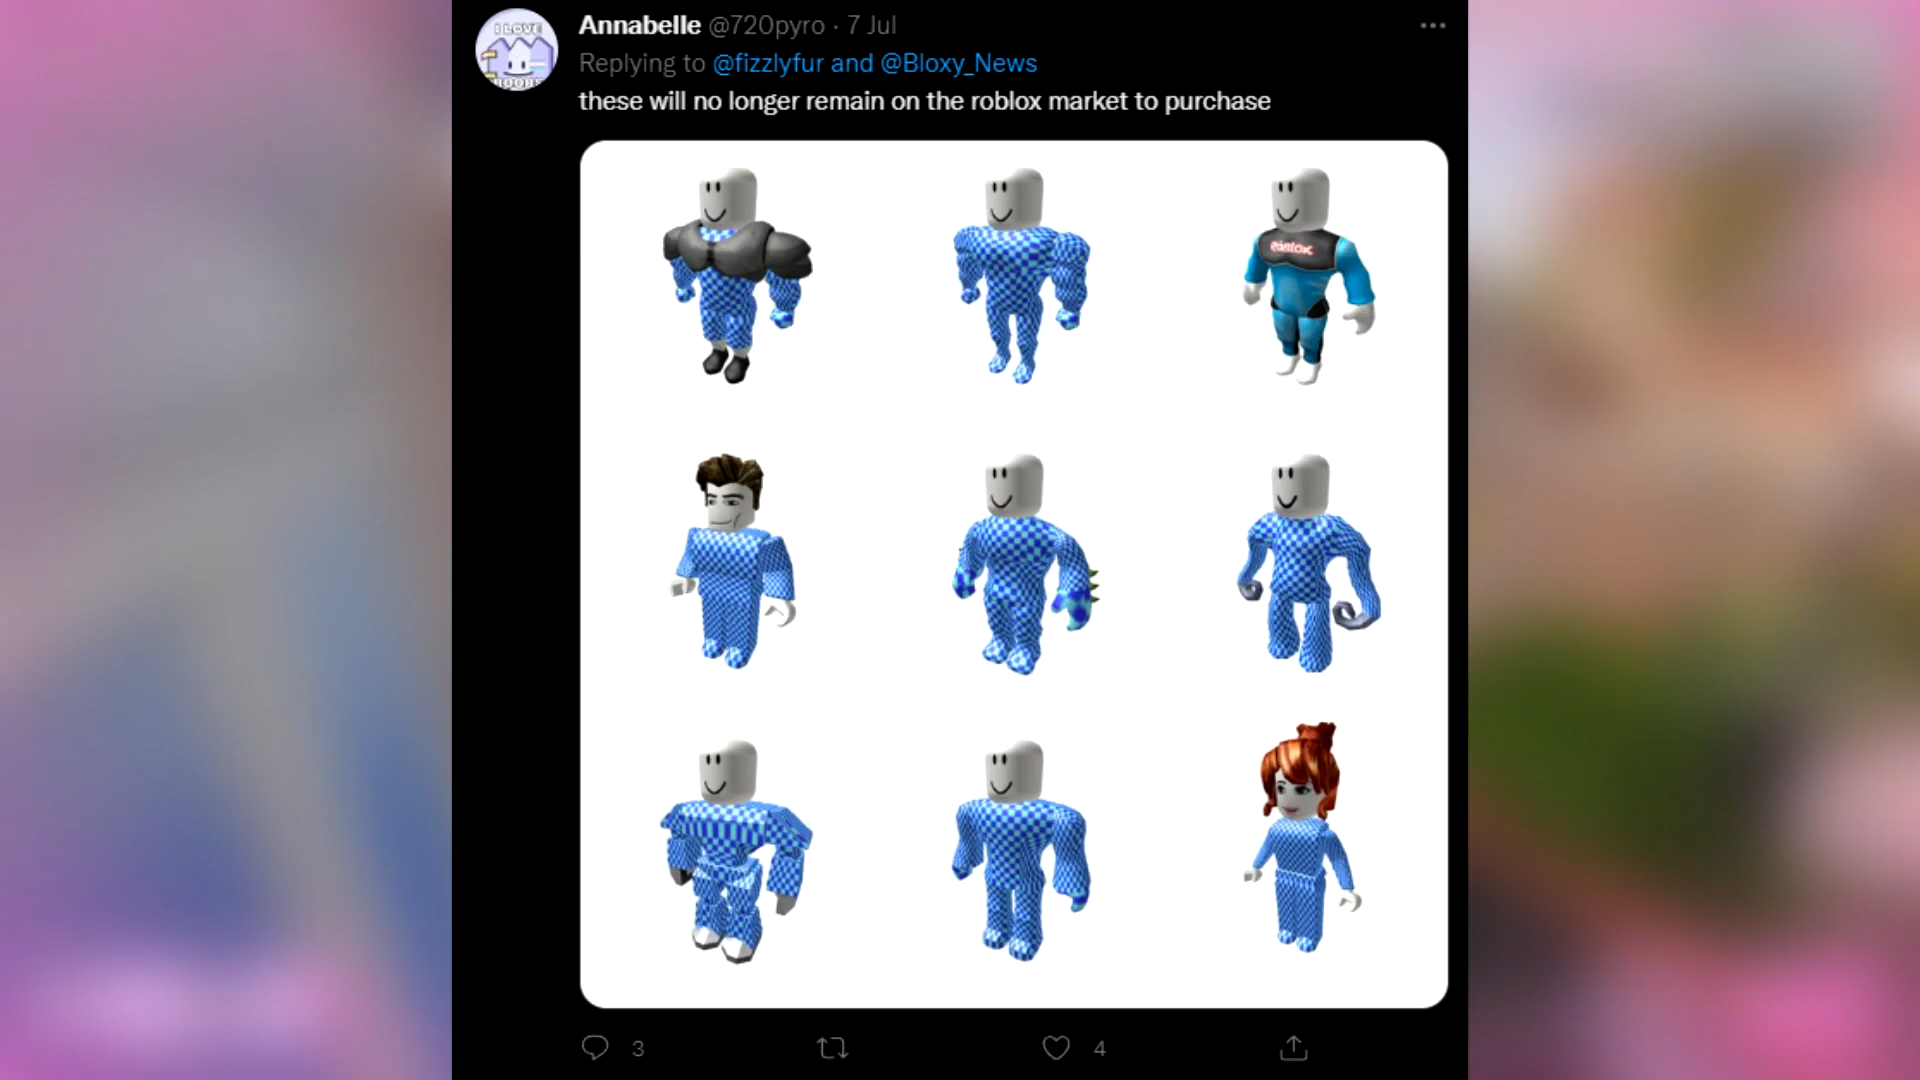 I LOVE
Annabelle @720pyro · 7 Jul
Replying to @fizzlyfur and @Bloxy_News
these will no longer remain on the roblox market to purchase
3
4